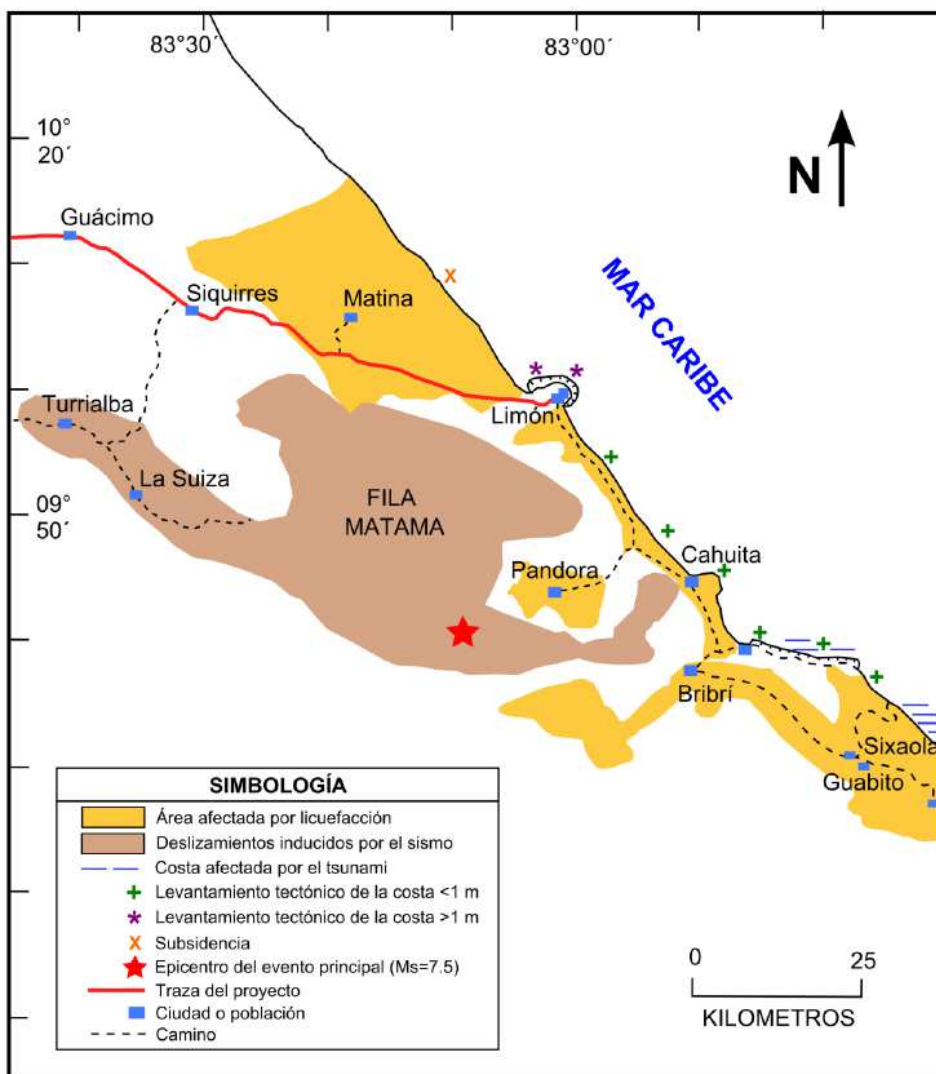 83°30´
83°00´
10°
20´
N
Guácimo
MAR CARIBE
Siquirres
Matina
Limón
Turrialba
La Suiza
FILA
MATAMA
09°
50´
Cahuita
Pandora
Bribrí
Sixaola
Guabito
SIMBOLOGÍA
Área afectada por licuefacción
Deslizamientos inducidos por el sismo
Costa afectada por el tsunami
Levantamiento tectónico de la costa <1 m
Levantamiento tectónico de la costa >1 m
Subsidencia
Epicentro del evento principal (Ms=7.5)
Traza del proyecto
Ciudad o población
Camino
0 25
KILOMETROS